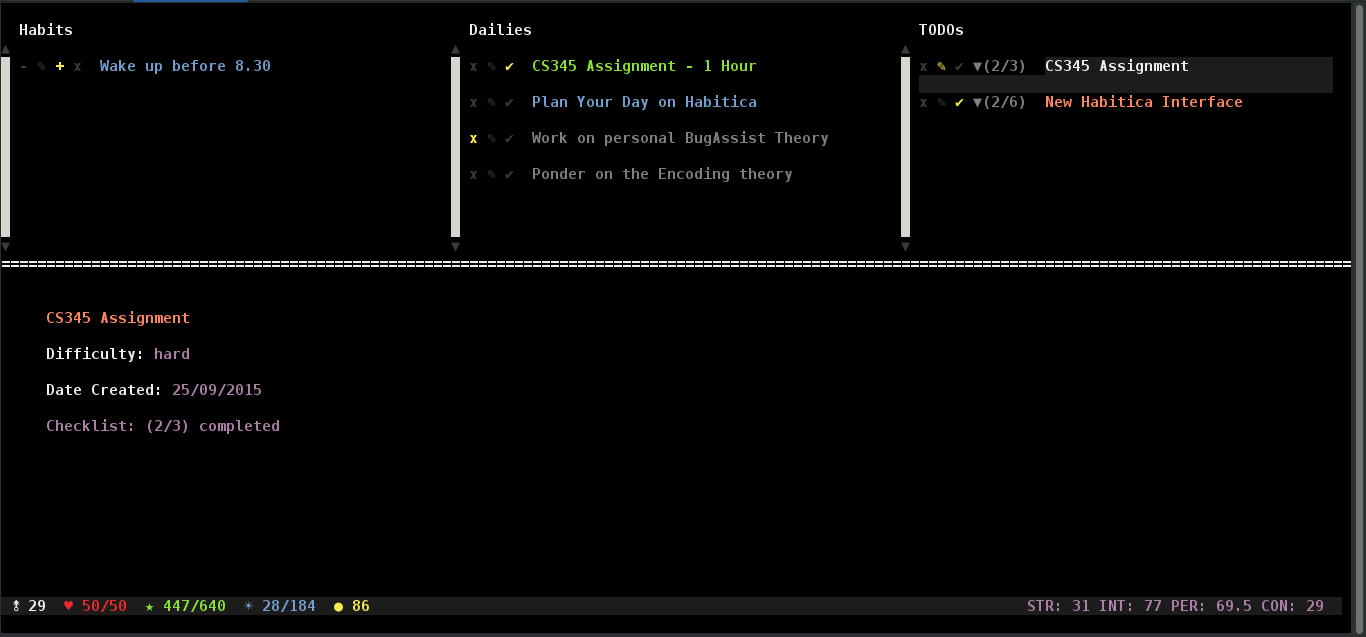 Habits Dailies TODOs
- ✎ + x Wake up before 8.30 x ✎ ✔ CS345 Assignment - 1 Hour x ✎ ✔ ▼(2/3) CS345 Assignment
x ✎ ✔ Plan Your Day on Habitica x ✎ ✔ ▼(2/6) New Habitica Interface
x ✎ ✔ Work on personal BugAssist Theory
x ✎ ✔ Ponder on the Encoding theory
CS345 Assignment
Difficulty: hard
Date Created: 25/09/2015
Checklist: (2/3) completed
29 ♥ 50/50 ★ 447/640 ☀ 28/184 ● 86 STR: 31 INT: 77 PER: 69.5 CON: 29